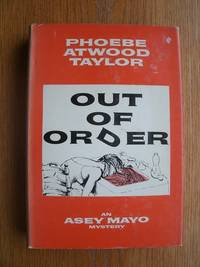 PHOEBE
ATWOOD
TAYLOR
OUT
OF
ORDER
AN
ASEY MAYO
MYSTERY